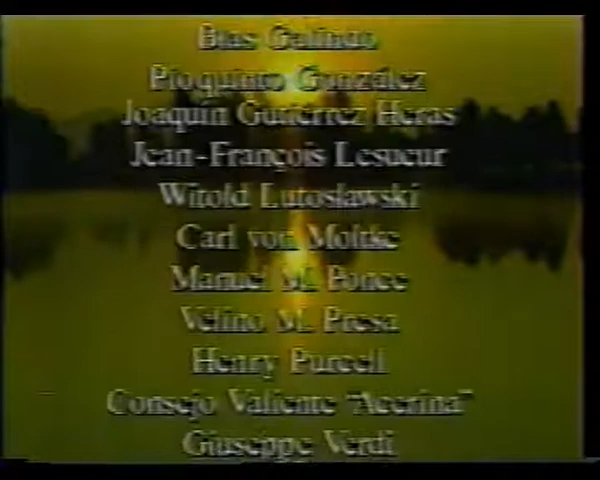 Blas Galindo
Pioquinto González
Joaquín Gutiérrez Heras
Jean-François Lesueur
Witold Lutoslawski
Carl von Moltke
Manuel M. Ponce
Velino M. Presa
Henry Purcell
Consejo Valiente "Acerina"
Giuseppe Verdi